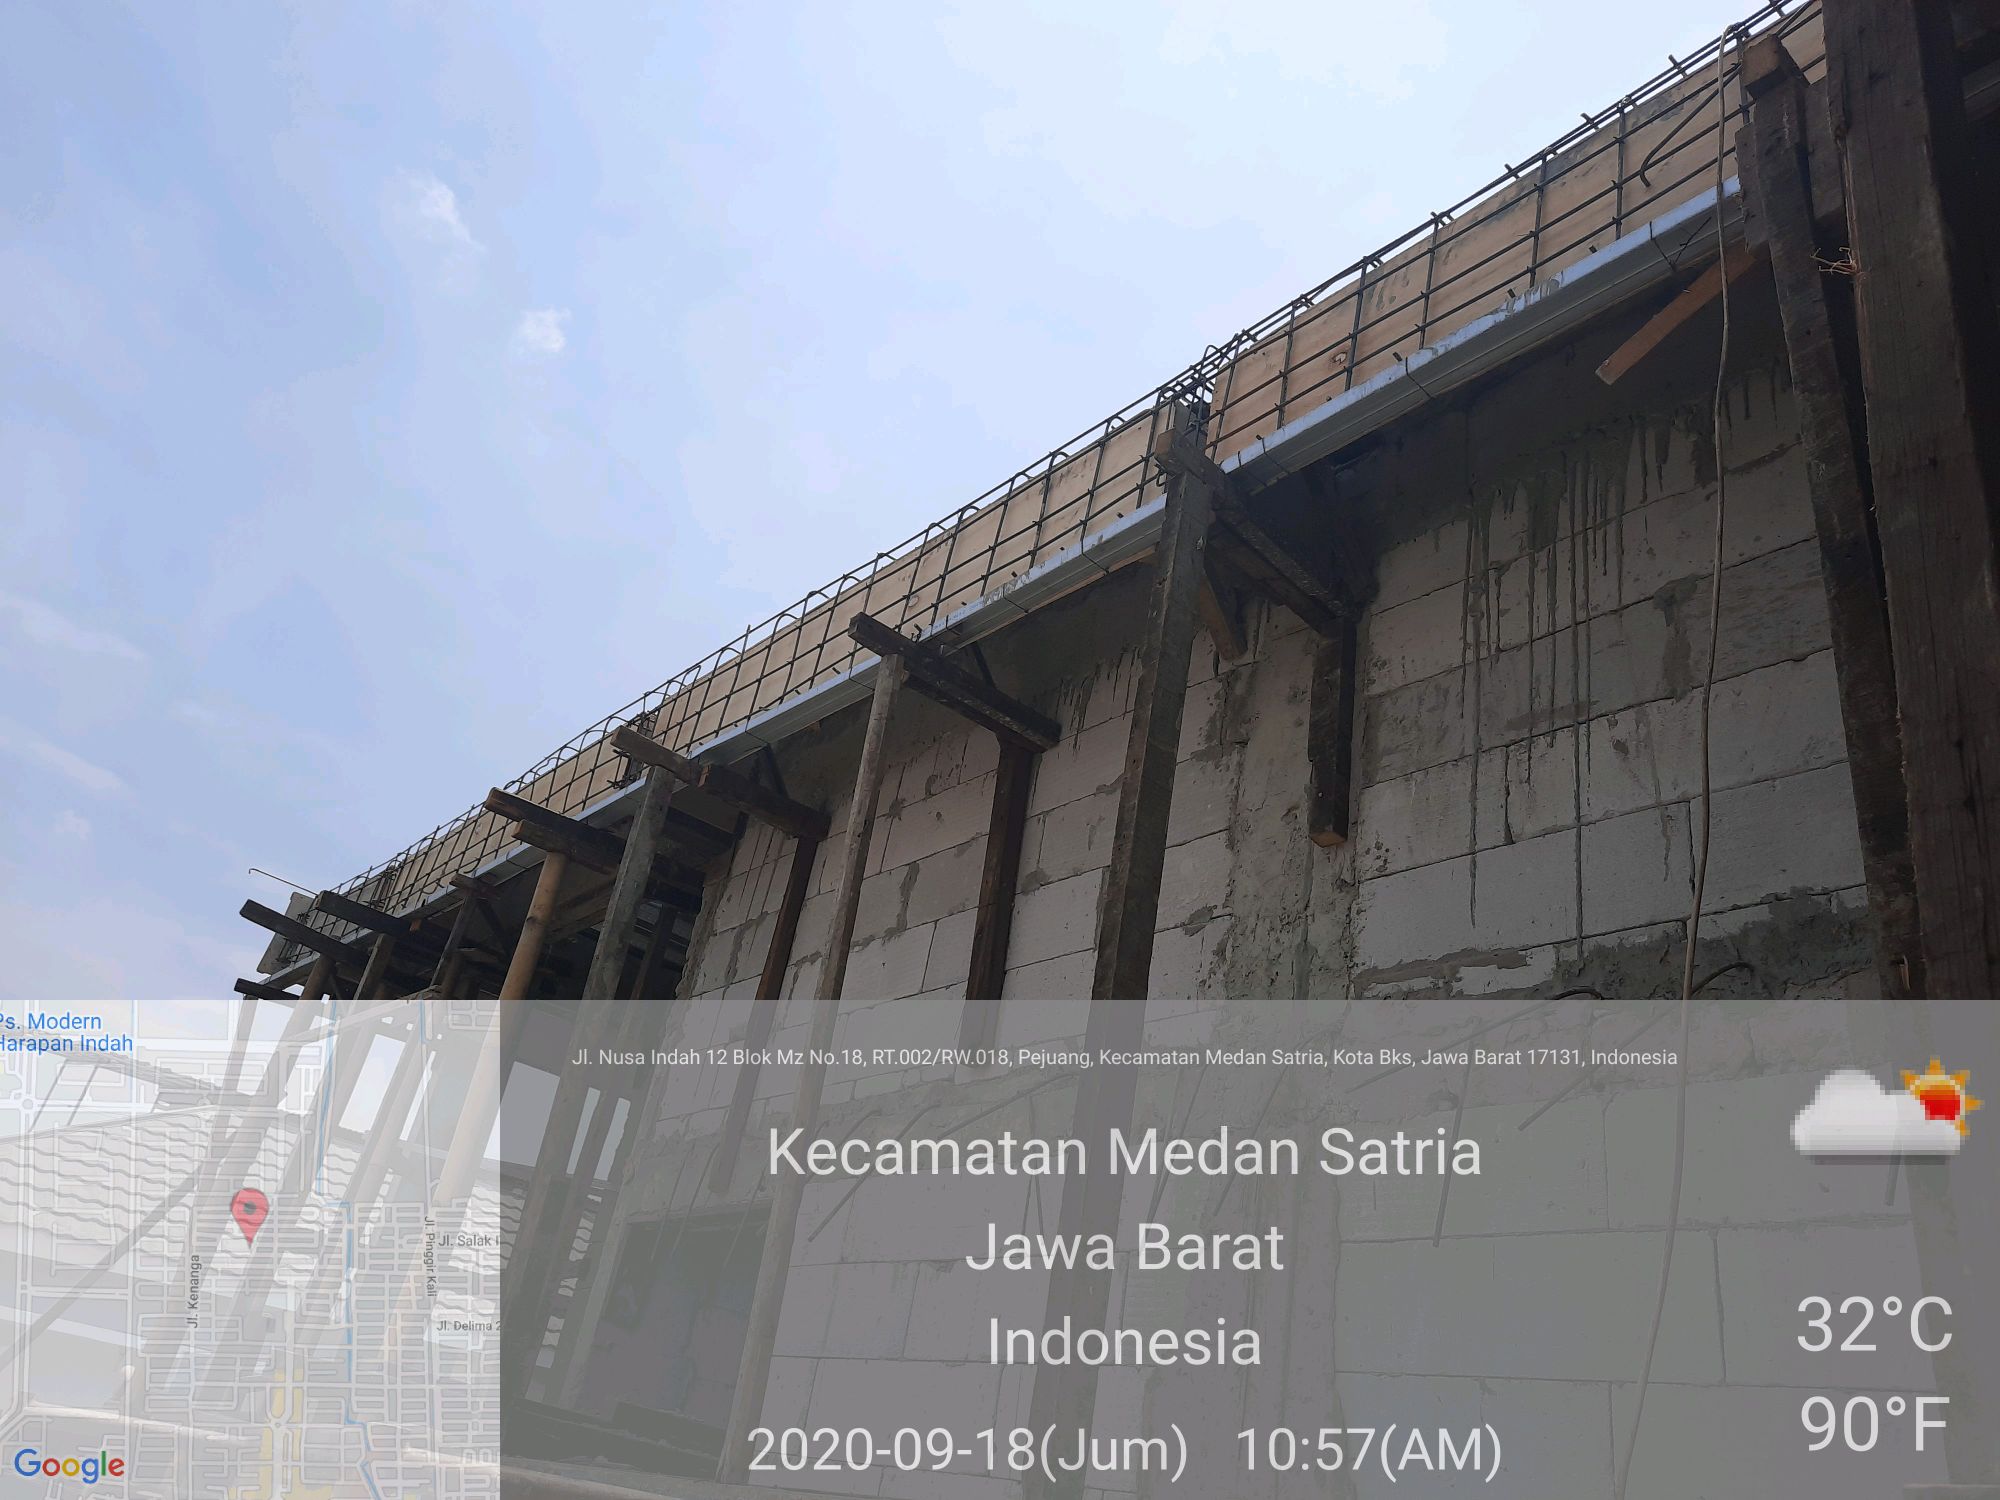 Ps. Modern
Harapan Indah
Jl. Kenanga
Jl. Pinggir Kali
Jl. Salak
Jl. Delima 2
Google
Jl. Nusa Indah 12 Blok Mz No.18, RT.002/RW.018, Pejuang, Kecamatan Medan Satria, Kota Bks, Jawa Barat 17131, Indonesia
Kecamatan Medan Satria
Jawa Barat
Indonesia
2020-09-18(Jum) 10:57(AM)
32°C
90°F